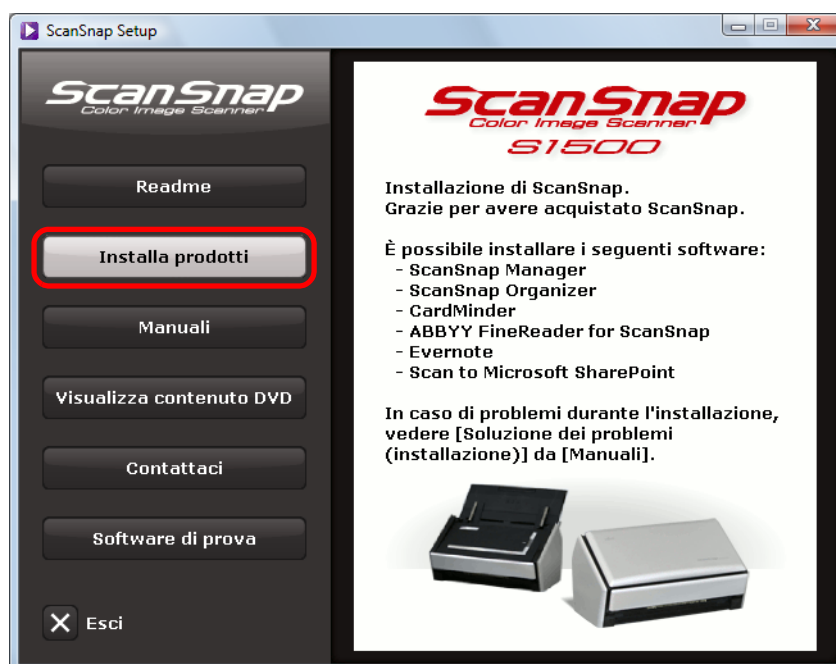 ScanSnap Setup
ScanSnap
Color Image Scanner
Readme
Installa prodotti
Manuali
Visualizza contenuto DVD
Contattaci
Software di prova
Esci
ScanSnap
Color Image Scanner
S1500
Installazione di ScanSnap.
Grazie per avere acquistato ScanSnap.
È possibile installare i seguenti software:
- ScanSnap Manager
- ScanSnap Organizer
- CardMinder
- ABBYY FineReader for ScanSnap
- Evernote
- Scan to Microsoft SharePoint
In caso di problemi durante l'installazione,
vedere [Soluzione dei problemi
(installazione)] da [Manuali].